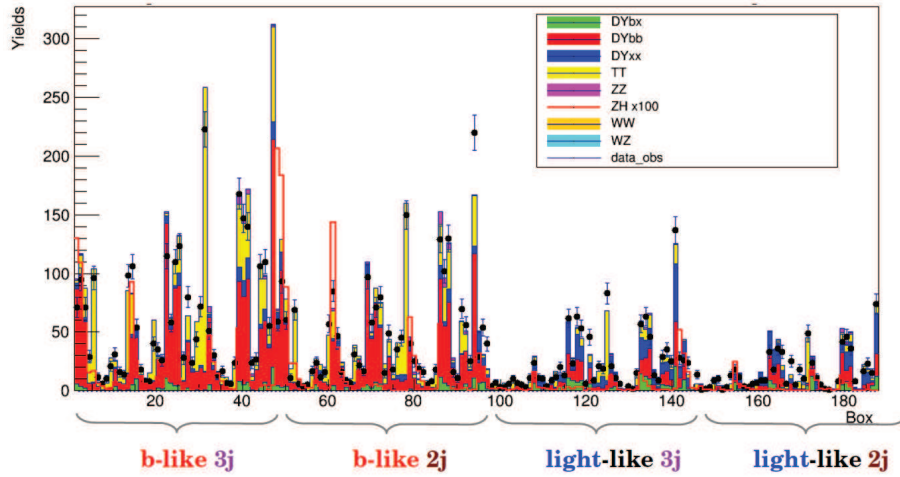 Yields
300
250
200
150
100
50
0
DYbx
DYbb
DYxx
TT
ZZ
ZH x100
WW
WZ
data_obs
20 40 60 80 100 120 140 160 180
Box
b-like 3j b-like 2j light-like 3j light-like 2j